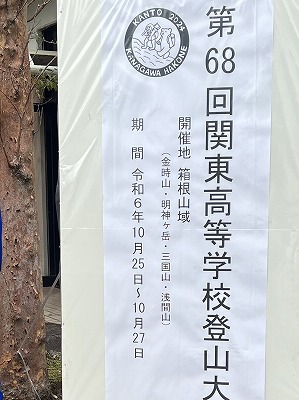 KANTO 2024
KANAGAWA HAKONE
第68回関東高等学校登山大
開催地 箱根山域
(金時山・明神ヶ岳・三国山・浅間山)
期 間 令和6年10月25日~10月27日